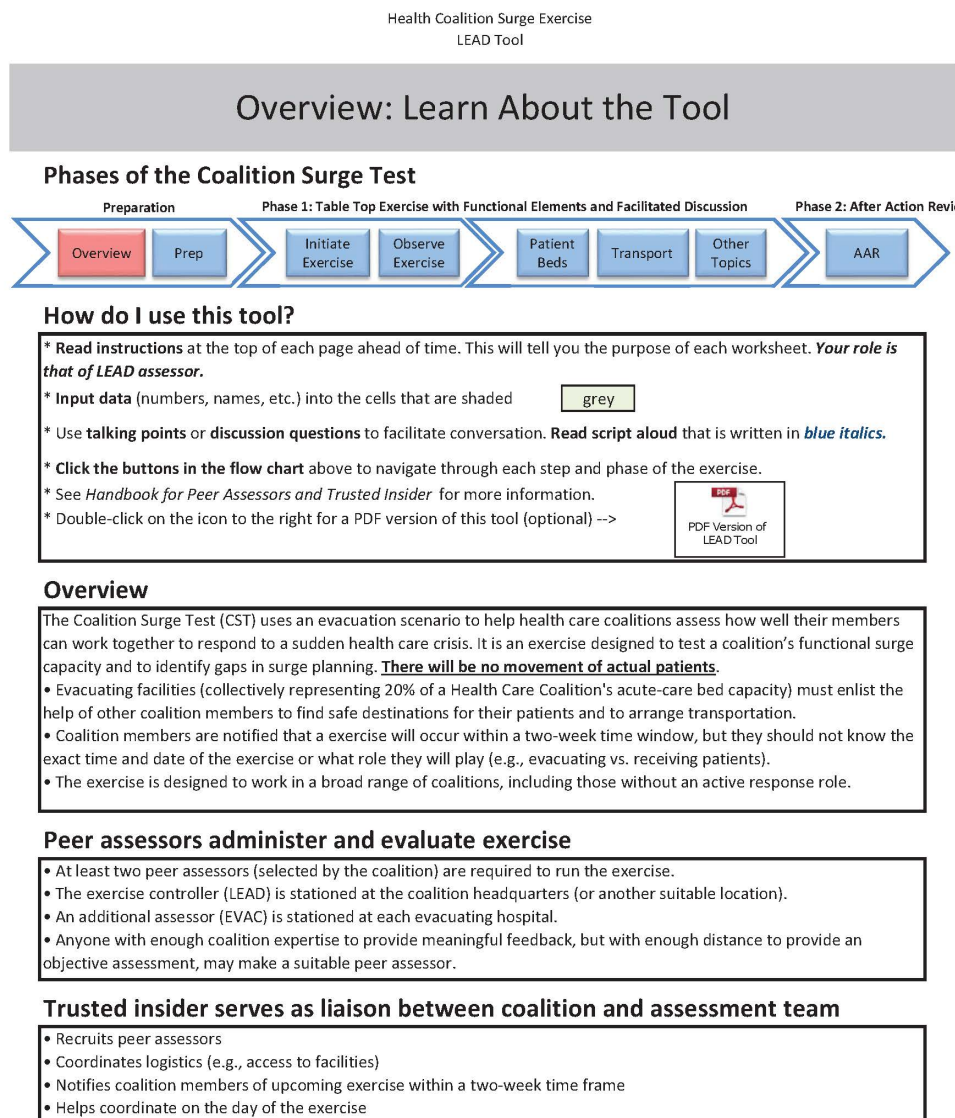 Health Coalition Surge Exercise
LEAD Tool
Overview: Learn About the Tool
Phases of the Coalition Surge Test
Preparation
Phase 1: Table Top Exercise with Functional Elements and Facilitated Discussion
Phase 2: After Action Revie
Overview
Prep
Initiate
Exercise
Observe
Exercise
Patient
Beds
Transport
Other
Topics
AAR
How do I use this tool?
* Read instructions at the top of each page ahead of time. This will tell you the purpose of each worksheet. Your role is
that of LEAD assessor.
* Input data (numbers, names, etc.) into the cells that are shaded grey
* Use talking points or discussion questions to facilitate conversation. Read script aloud that is written in blue italics.
* Click the buttons in the flow chart above to navigate through each step and phase of the exercise.
* See Handbook for Peer Assessors and Trusted Insider for more information.
* Double-click on the icon to the right for a PDF version of this tool (optional) -->
PDF
PDF Version of
LEAD Tool
Overview
The Coalition Surge Test (CST) uses an evacuation scenario to help health care coalitions assess how well their members
can work together to respond to a sudden health care crisis. It is an exercise designed to test a coalition's functional surge
capacity and to identify gaps in surge planning. There will be no movement of actual patients.
• Evacuating facilities (collectively representing 20% of a Health Care Coalition's acute-care bed capacity) must enlist the
help of other coalition members to find safe destinations for their patients and to arrange transportation.
• Coalition members are notified that a exercise will occur within a two-week time window, but they should not know the
exact time and date of the exercise or what role they will play (e.g., evacuating vs. receiving patients).
• The exercise is designed to work in a broad range of coalitions, including those without an active response role.
Peer assessors administer and evaluate exercise
• At least two peer assessors (selected by the coalition) are required to run the exercise.
• The exercise controller (LEAD) is stationed at the coalition headquarters (or another suitable location).
• An additional assessor (EVAC) is stationed at each evacuating hospital.
• Anyone with enough coalition expertise to provide meaningful feedback, but with enough distance to provide an
objective assessment, may make a suitable peer assessor.
Trusted insider serves as liaison between coalition and assessment team
• Recruits peer assessors
• Coordinates logistics (e.g., access to facilities)
• Notifies coalition members of upcoming exercise within a two-week time frame
• Helps coordinate on the day of the exercise